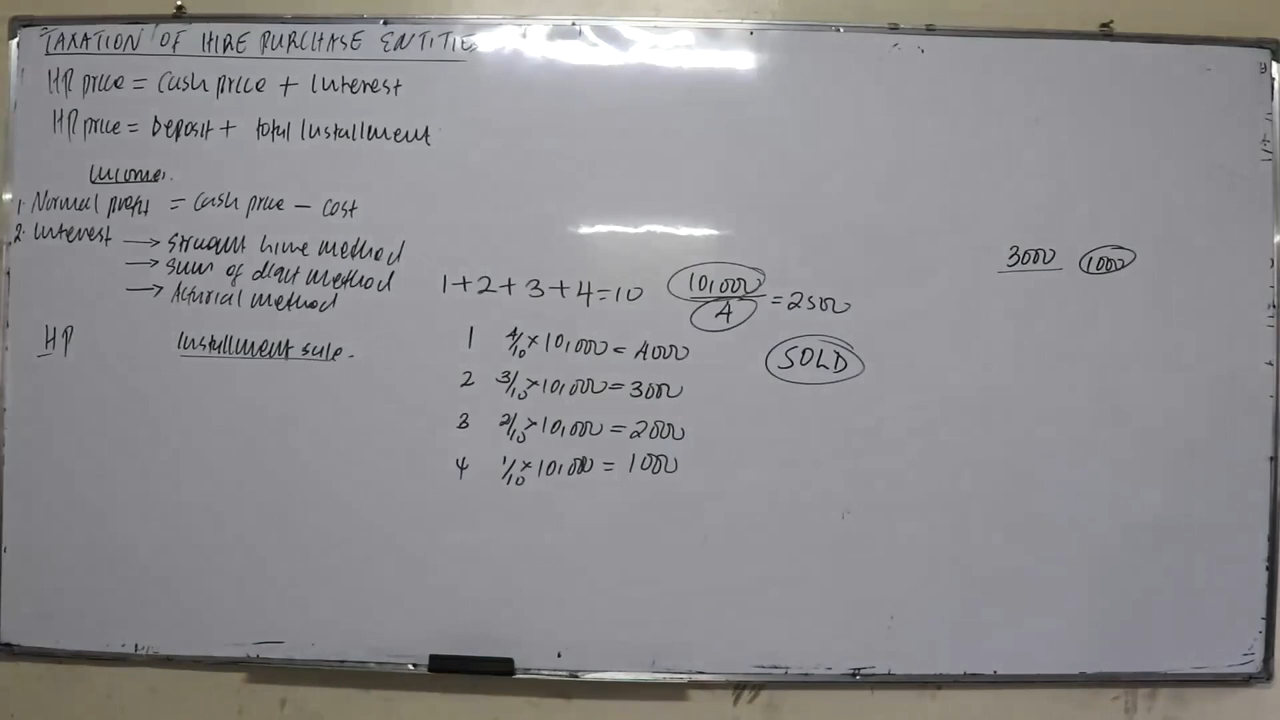 TAXATION OF HIRE PURCHASE ENTITIES
HP price = Cash price + Interest
HP price = Deposit + total Installment
Income.
1. Normal profit = Cash price - cost
2. Interest → straight line method
→ sum of digit method
→ Acturial method
HP Installment sale.
1+2+3+4=10 10,000/4 = 2500
1 4/10 × 10,000 = 4000
2 3/10 × 10,000 = 3000
3 2/10 × 10,000 = 2000
4 1/10 × 10,000 = 1000
SOLD
3000 1000